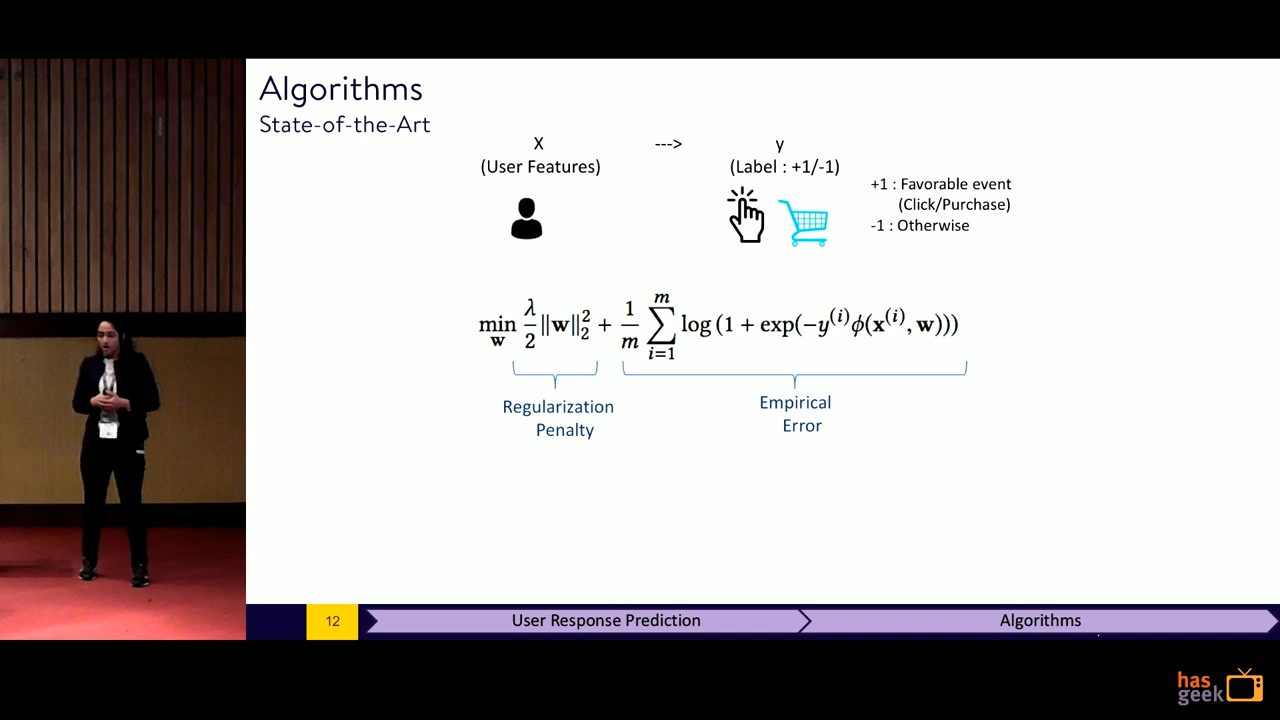 Algorithms
State-of-the-Art
X ---> y
(User Features) (Label : +1/-1)
+1 : Favorable event
(Click/Purchase)
-1 : Otherwise
min_w λ/2 ||w||₂² + 1/m ∑_{i=1}^{m} log(1 + exp(−y^{(i)}ϕ(x^{(i)}, w)))
Regularization
Penalty
Empirical
Error
12 User Response Prediction Algorithms
has
geek